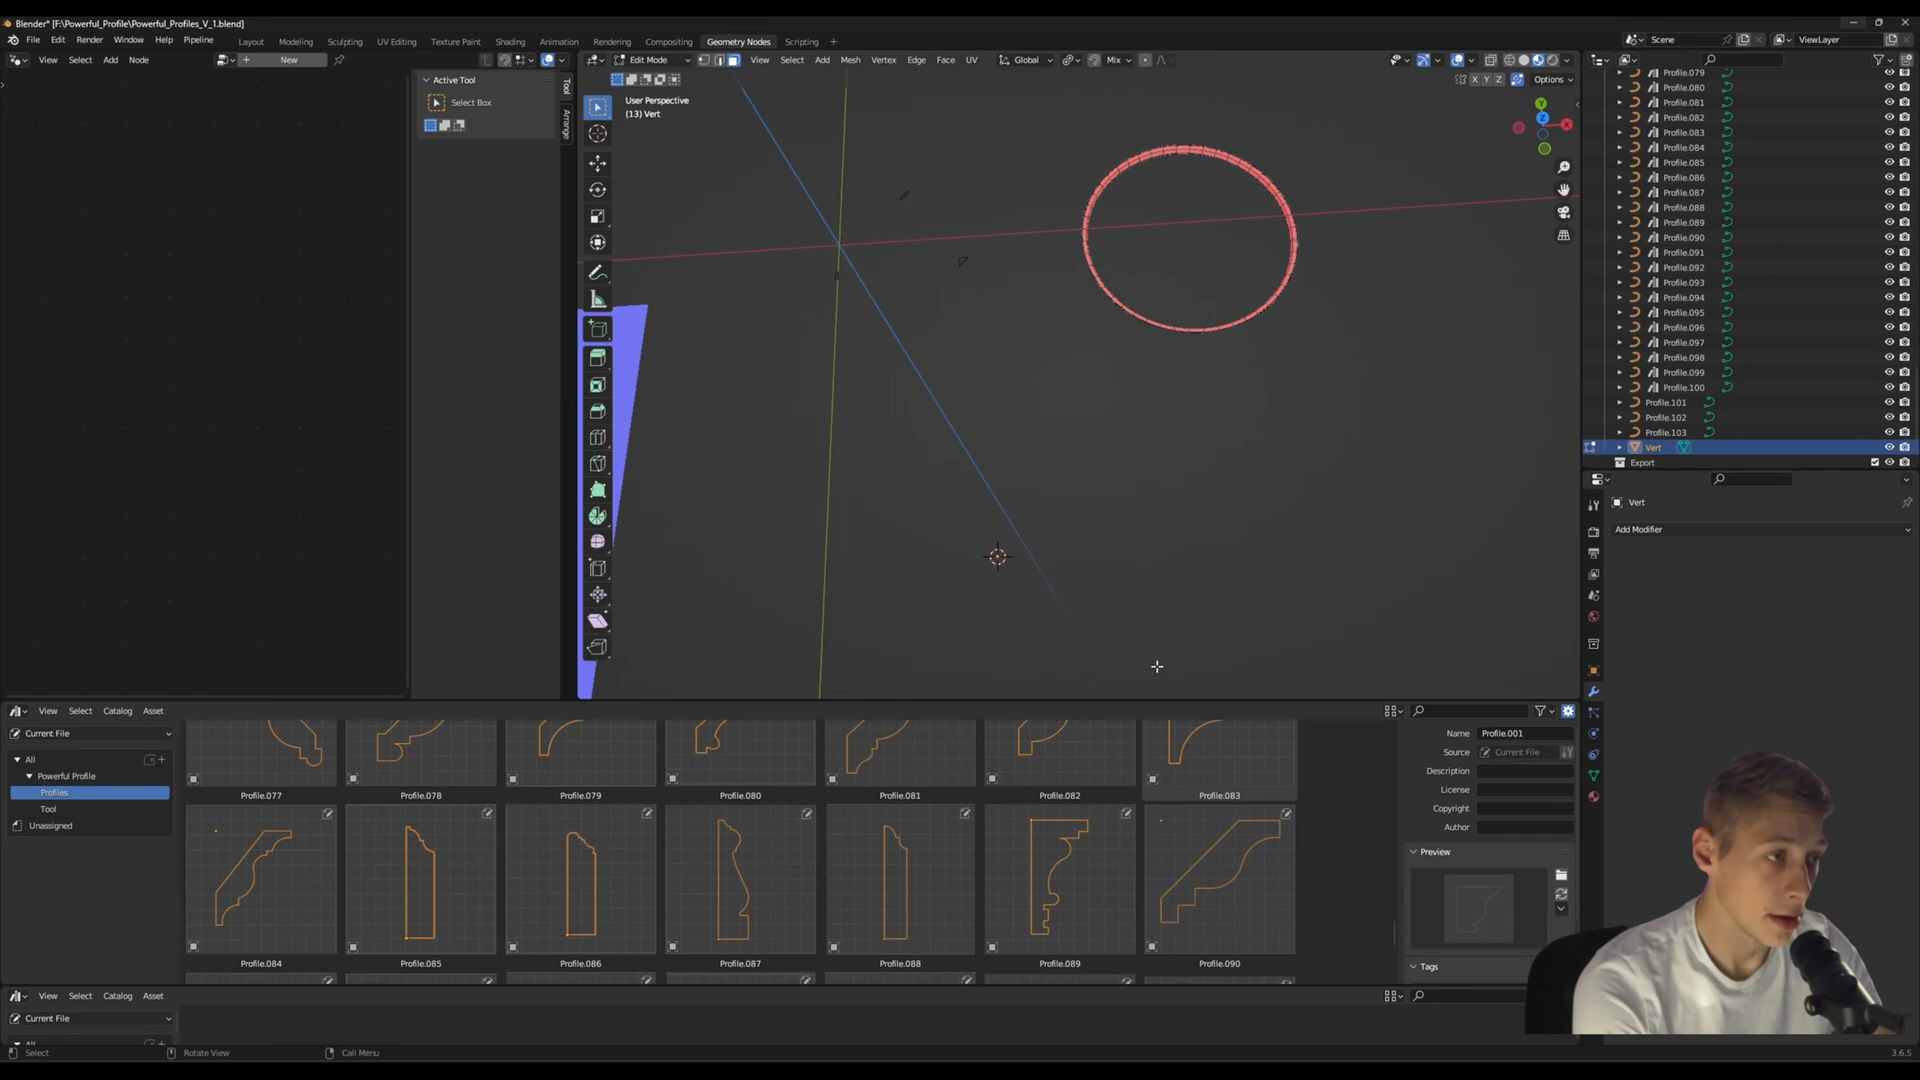 Blender* [F:\Powerful_Profile\Powerful_Profiles_V_1.blend]
File Edit Render Window Help Pipeline
Layout Modeling Sculpting UV Editing Texture Paint Shading Animation Rendering Compositing Geometry Nodes Scripting +
Scene
ViewLayer
View Select Add Node
New
Edit Mode View Select Add Mesh Vertex Edge Face UV
Global
Mix
Active Tool
Select Box
Tool
Arrange
X Y Z
Options
User Perspective
(13) Vert
Y
Z
X
Profile.079
Profile.080
Profile.081
Profile.082
Profile.083
Profile.084
Profile.085
Profile.086
Profile.087
Profile.088
Profile.089
Profile.090
Profile.091
Profile.092
Profile.093
Profile.094
Profile.095
Profile.096
Profile.097
Profile.098
Profile.099
Profile.100
Profile.101
Profile.102
Profile.103
Vert
Export
Vert
Add Modifier
View Select Catalog Asset
Current File
All
Powerful Profile
Profiles
Tool
Unassigned
Profile.077 Profile.078 Profile.079 Profile.080 Profile.081 Profile.082 Profile.083
Profile.084 Profile.085 Profile.086 Profile.087 Profile.088 Profile.089 Profile.090
Name Profile.001
Source Current File
Description
License
Copyright
Author
Preview
Tags
View Select Catalog Asset
Current File
All
Select Rotate View Call Menu
3.6.5